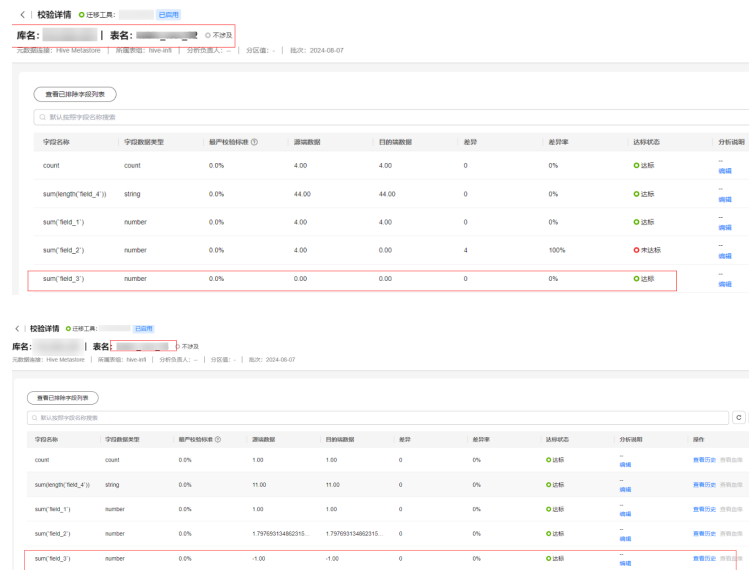 校验详情 迁移工具: 已启用
库名: | 表名: 不涉及
元数据连接: Hive Metastore | 所属表组: hive-infi | 分析负责人: -- | 分区值: - | 批次: 2024-08-07
查看已排除字段列表
默认按照字段名称搜索
字段名称 字段数据类型 最严校验标准 源端数据 目的端数据 差异 差异率 达标状态 分析说明
count count 0.0% 4.00 4.00 0 0% 达标 -- 编辑
sum(length(`field_4`)) string 0.0% 44.00 44.00 0 0% 达标 -- 编辑
sum(`field_1`) number 0.0% 4.00 4.00 0 0% 达标 -- 编辑
sum(`field_2`) number 0.0% 4.00 0.00 4 100% 未达标 -- 编辑
sum(`field_3`) number 0.0% 0.00 0.00 0 0% 达标 -- 编辑
校验详情 迁移工具: 已启用
库名: | 表名: 不涉及
元数据连接: Hive Metastore | 所属表组: hive-infi | 分析负责人: -- | 分区值: - | 批次: 2024-08-07
查看已排除字段列表
默认按照字段名称搜索
字段名称 字段数据类型 最严校验标准 源端数据 目的端数据 差异 差异率 达标状态 分析说明 操作
count count 0.0% 1.00 1.00 0 0% 达标 -- 编辑 查看历史
sum(length(`field_4`)) string 0.0% 11.00 11.00 0 0% 达标 -- 编辑 查看历史
sum(`field_1`) number 0.0% 1.00 1.00 0 0% 达标 -- 编辑 查看历史
sum(`field_2`) number 0.0% 1.797693134862315... 1.797693134862315... 0 0% 达标 -- 编辑 查看历史
sum(`field_3`) number 0.0% -1.00 -1.00 0 0% 达标 -- 编辑 查看历史